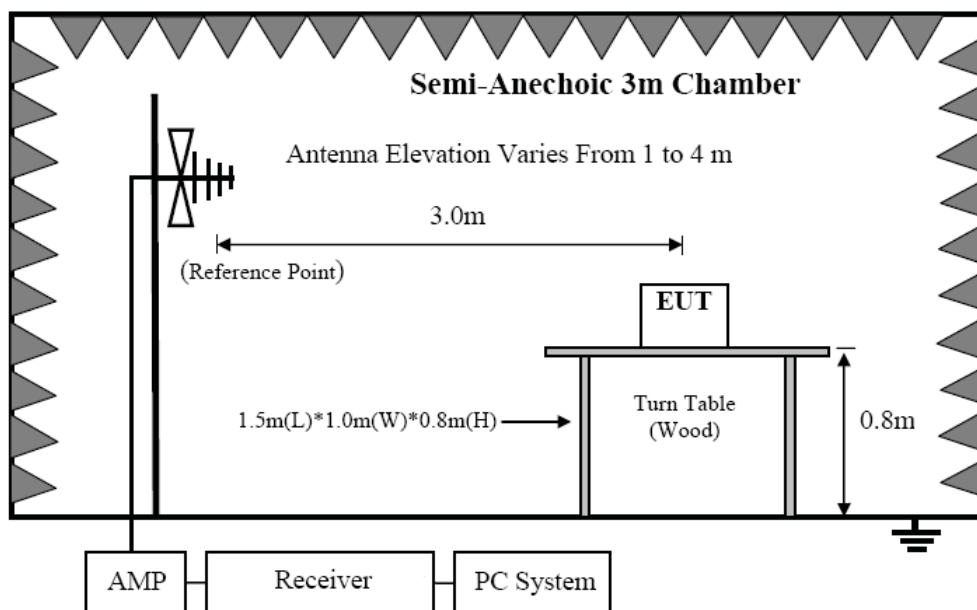 Semi-Anechoic 3m Chamber
Antenna Elevation Varies From 1 to 4 m
3.0m
(Reference Point)
EUT
1.5m(L)*1.0m(W)*0.8m(H)
Turn Table
(Wood)
0.8m
AMP
Receiver
PC System